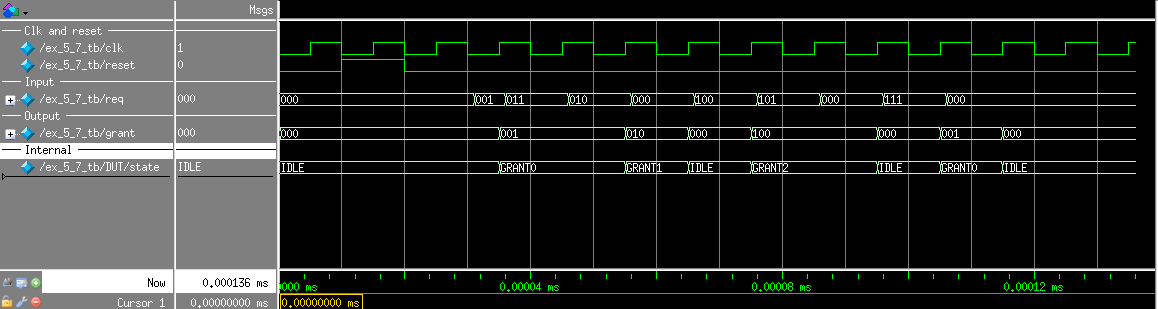 Msgs
Clk and reset
/ex_5_7_tb/clk 1
/ex_5_7_tb/reset 0
Input
/ex_5_7_tb/req 000 000 001 011 010 000 100 101 000 111 000
Output
/ex_5_7_tb/grant 000 000 001 010 000 100 000 001 000
Internal
/ex_5_7_tb/DUT/state IDLE IDLE GRANT0 GRANT1 IDLE GRANT2 IDLE GRANT0 IDLE
Now 0.000136 ms 000 ms 0.00004 ms 0.00008 ms 0.00012 ms
Cursor 1 0.00000000 ms 0.00000000 ms